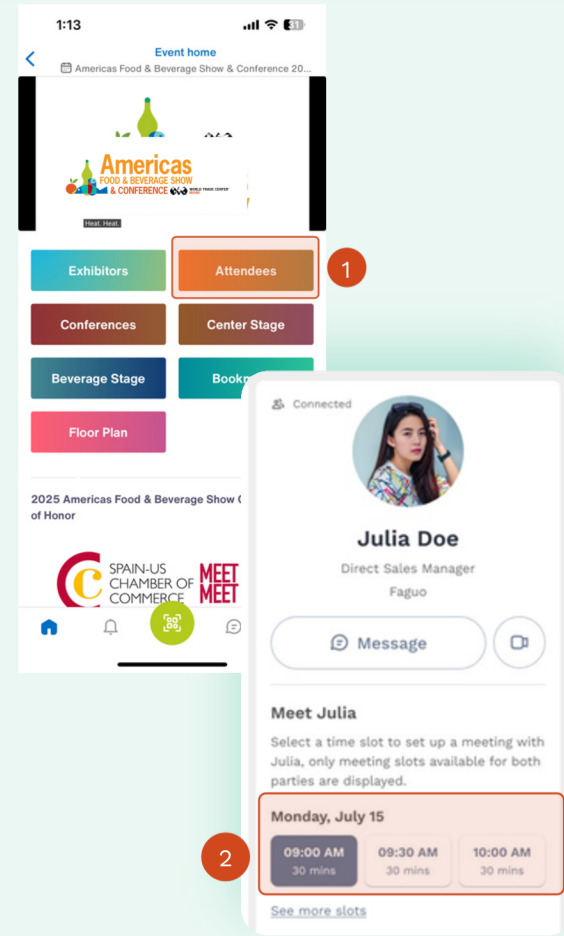 1:13
31
Event home
Americas Food & Beverage Show & Conference 20...
Americas
FOOD & BEVERAGE SHOW
& CONFERENCE
WORLD TRADE CENTER
Heat. Heat.
Exhibitors
Attendees
1
Conferences
Center Stage
Beverage Stage
Bookm
Floor Plan
2025 Americas Food & Beverage Show
of Honor
SPAIN-US
CHAMBER OF
COMMERCE
MEET
MEET
Connected
Julia Doe
Direct Sales Manager
Faguo
Message
Meet Julia
Select a time slot to set up a meeting with
Julia, only meeting slots available for both
parties are displayed.
Monday, July 15
2
09:00 AM 09:30 AM 10:00 AM
30 mins 30 mins 30 mins
See more slots